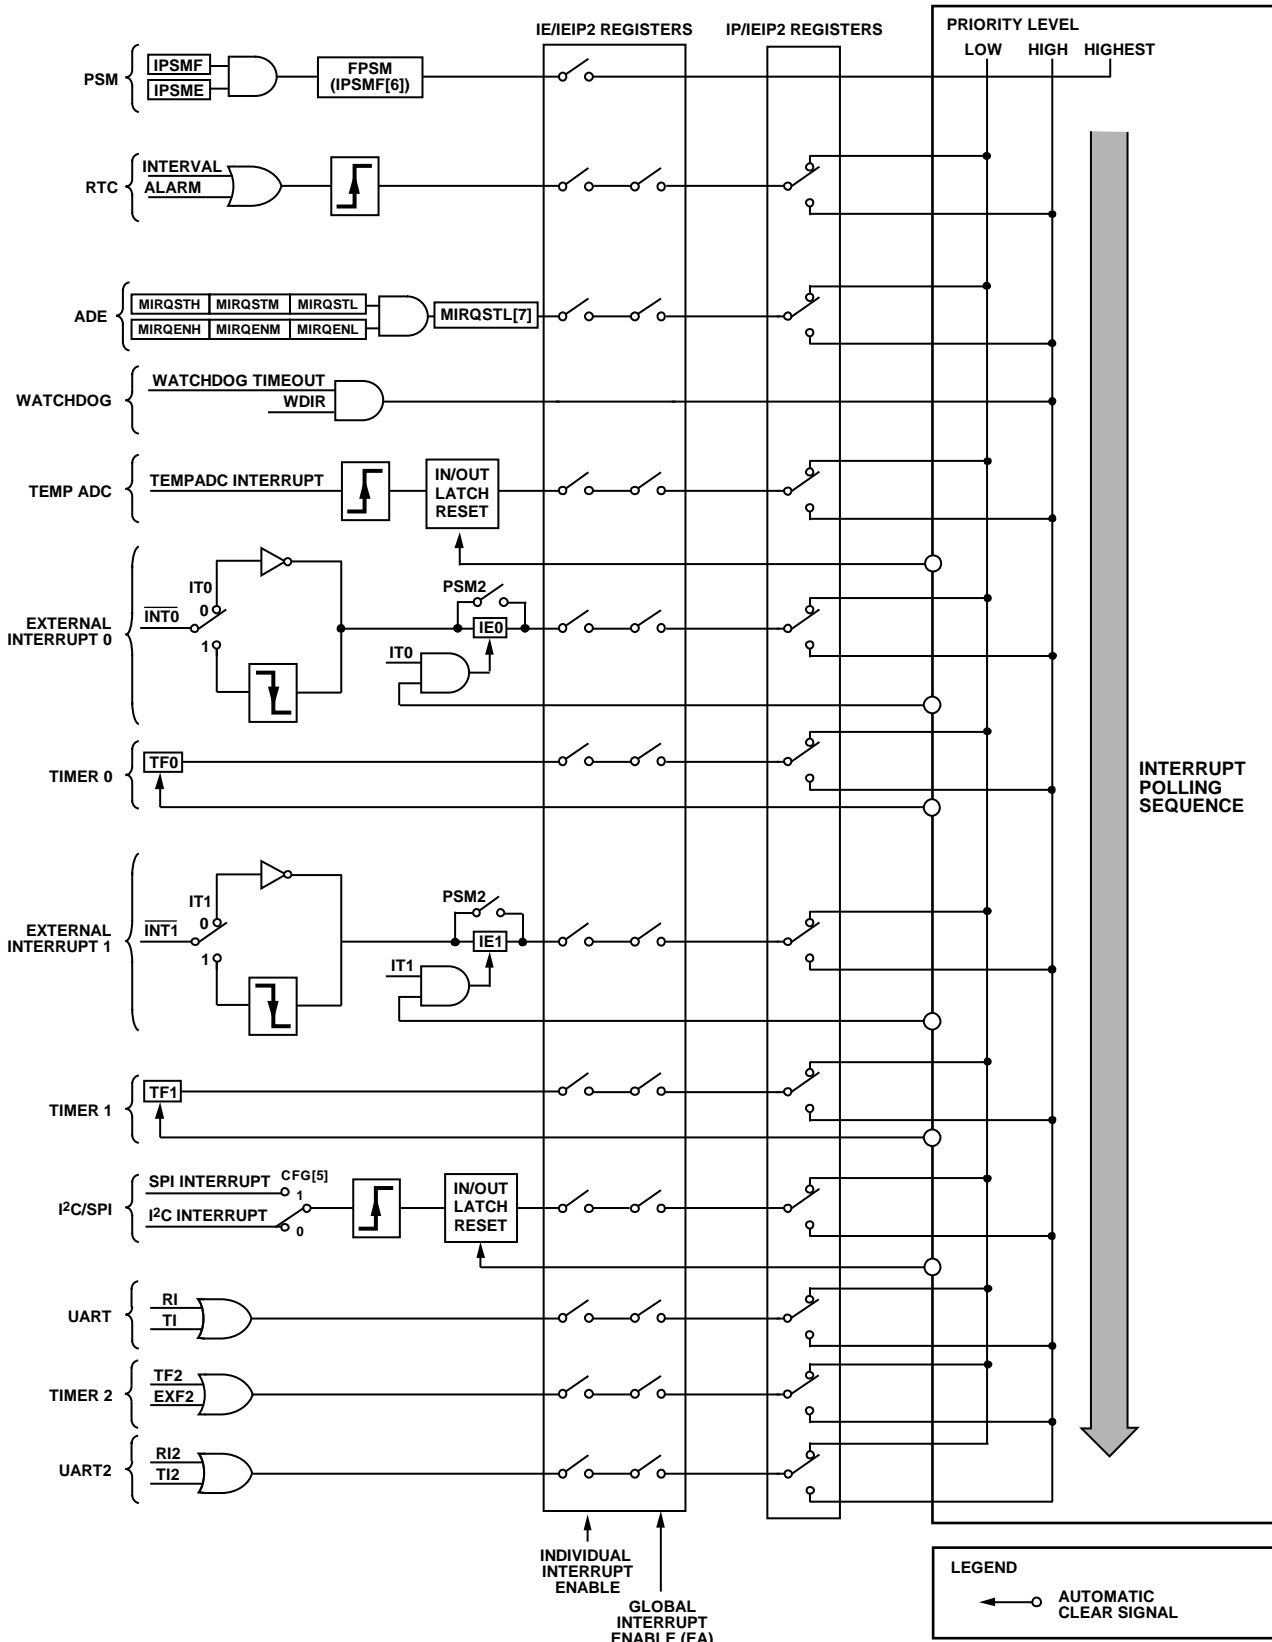 IE/IEIP2 REGISTERS
IP/IEIP2 REGISTERS
PRIORITY LEVEL
LOW
HIGH
HIGHEST
PSM
IPSMF
IPSME
FPSM
(IPSMF[6])
RTC
INTERVAL
ALARM
ADE
MIRQSTH
MIRQSTM
MIRQSTL
MIRQENH
MIRQENM
MIRQENL
MIRQSTL[7]
WATCHDOG
WATCHDOG TIMEOUT
WDIR
TEMP ADC
TEMPADC INTERRUPT
IN/OUT
LATCH
RESET
EXTERNAL
INTERRUPT 0
INT0
IT0
0
1
PSM2
IE0
IT0
TIMER 0
TF0
INTERRUPT
POLLING
SEQUENCE
EXTERNAL
INTERRUPT 1
INT1
IT1
0
1
PSM2
IE1
IT1
TIMER 1
TF1
I2C/SPI
SPI INTERRUPT
I2C INTERRUPT
CFG[5]
1
0
IN/OUT
LATCH
RESET
UART
RI
TI
TIMER 2
TF2
EXF2
UART2
RI2
TI2
INDIVIDUAL
INTERRUPT
ENABLE
GLOBAL
INTERRUPT
ENABLE (EA)
LEGEND
AUTOMATIC
CLEAR SIGNAL